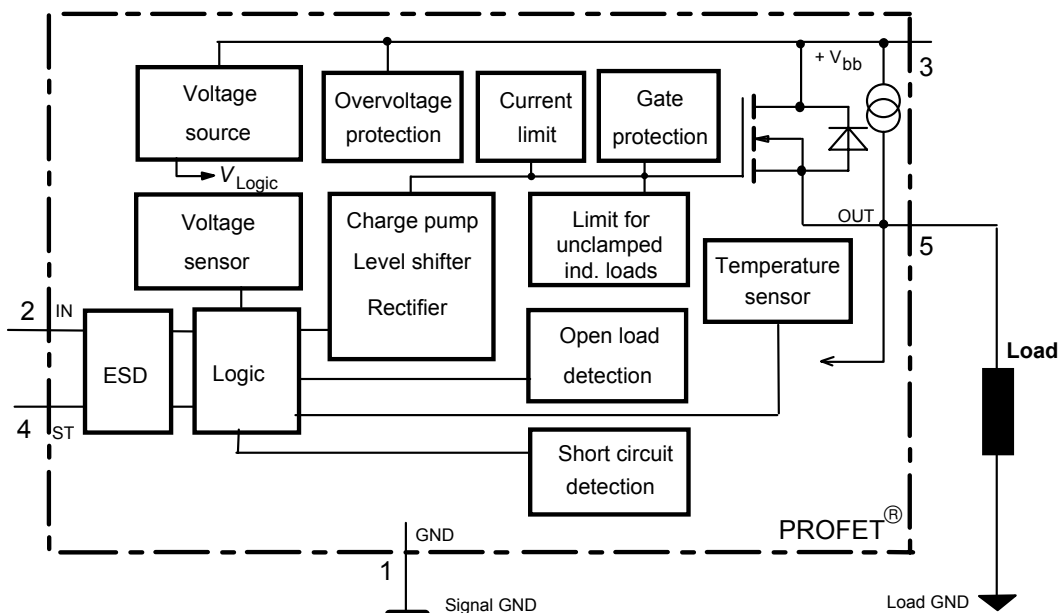 + Vbb
3
Voltage
source
Overvoltage
protection
Current
limit
Gate
protection
VLogic
Voltage
sensor
Charge pump
Level shifter
Rectifier
Limit for
unclamped
ind. loads
OUT
5
Temperature
sensor
2
IN
ESD
Logic
Open load
detection
Load
4
ST
Short circuit
detection
PROFET®
GND
1
Signal GND
Load GND